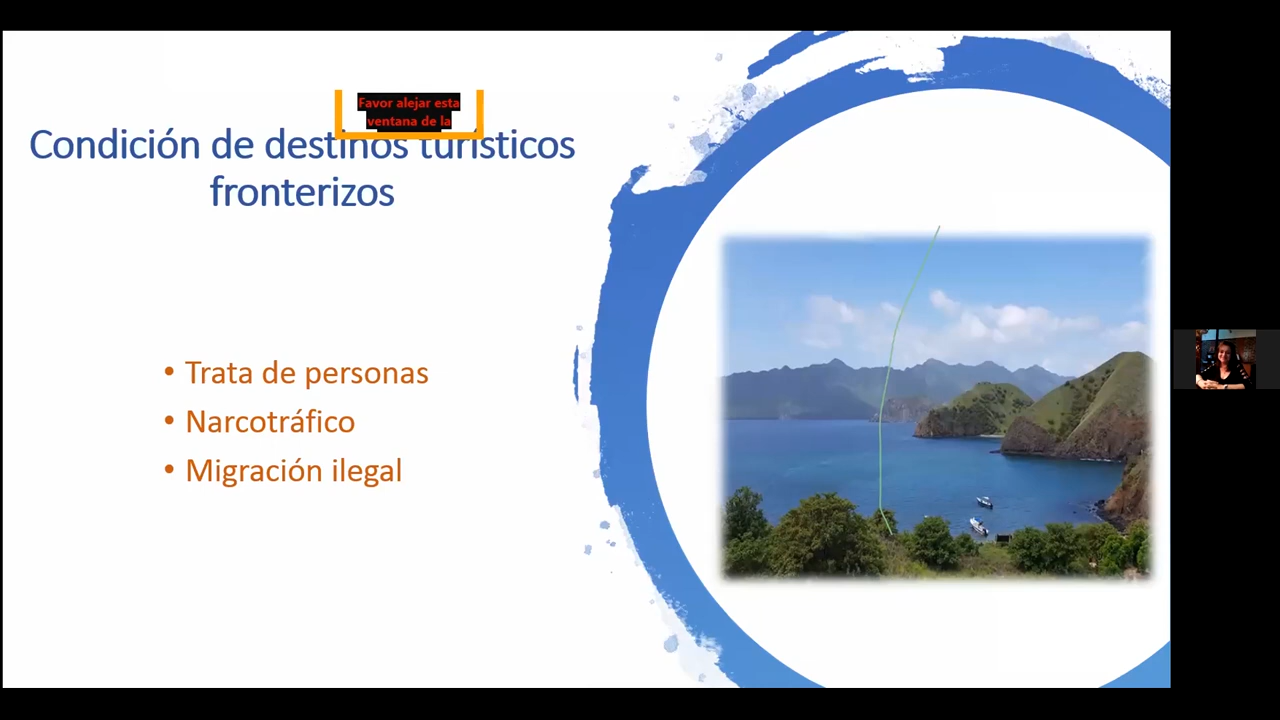 Favor alejar esta
ventana de la
Condición de destinos turísticos
fronterizos
• Trata de personas
• Narcotráfico
• Migración ilegal